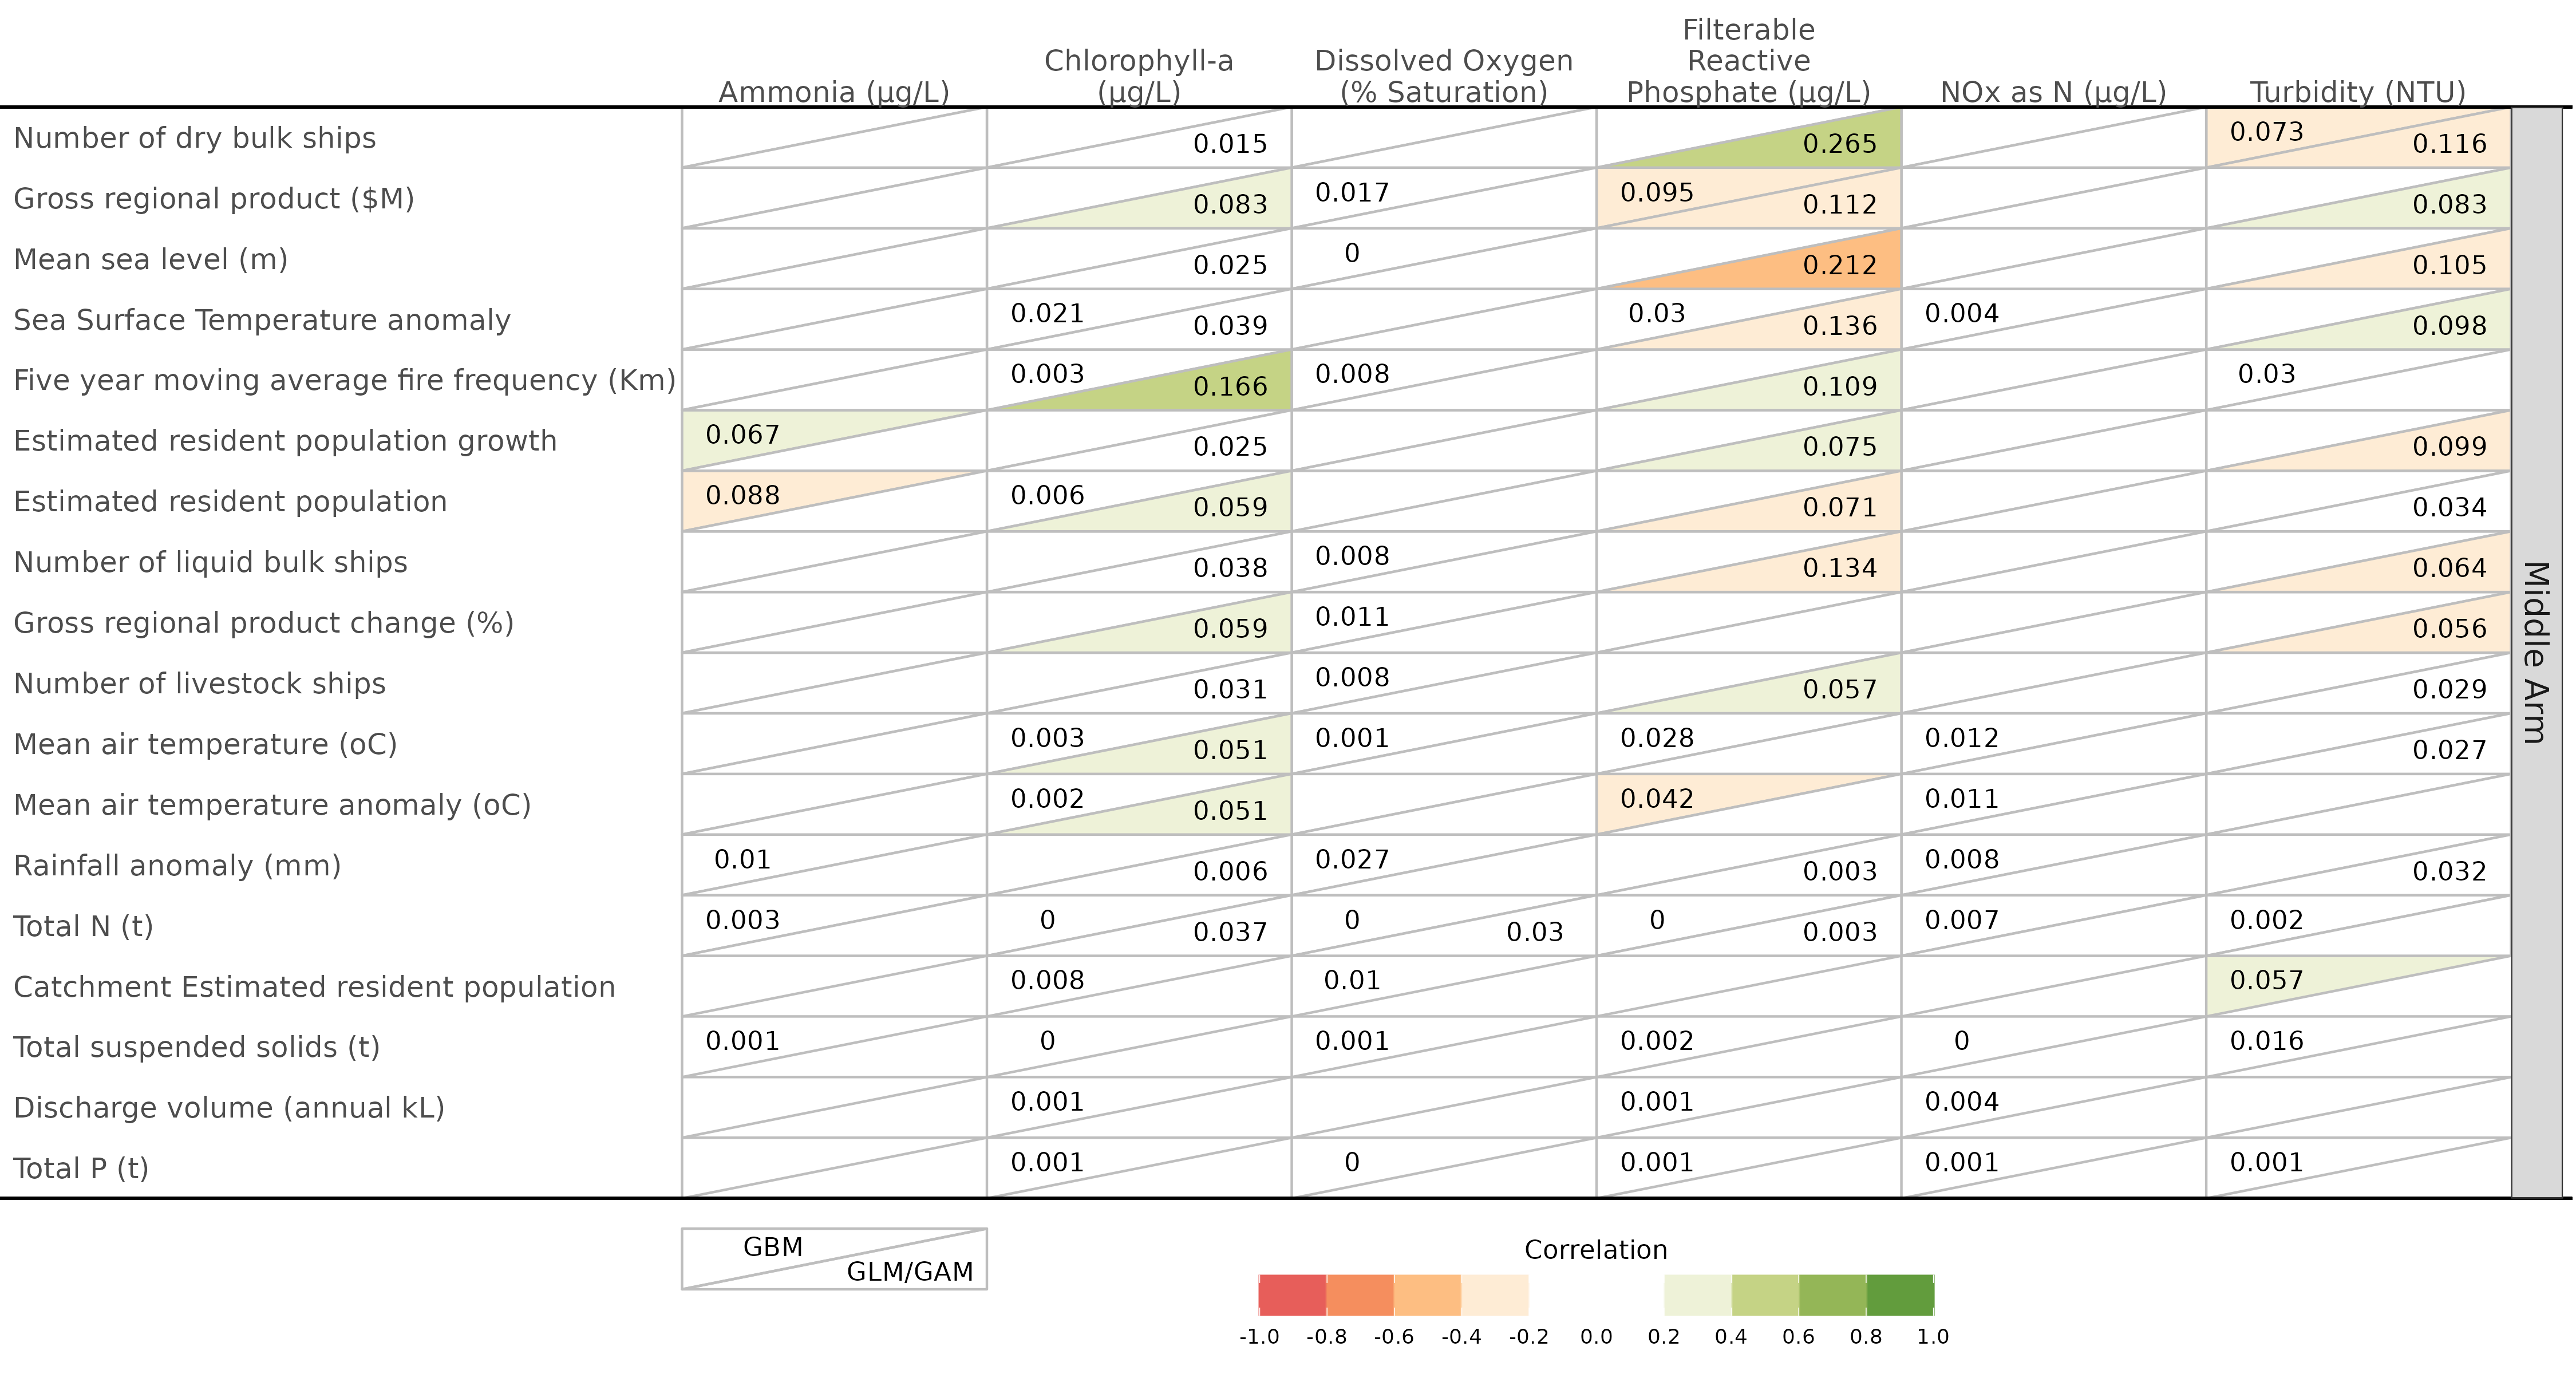 Filterable
Chlorophyll-a Dissolved Oxygen Reactive
Ammonia (µg/L) (µg/L) (% Saturation) Phosphate (µg/L) NOx as N (µg/L) Turbidity (NTU)
Number of dry bulk ships 0.015 0.265 0.073 0.116
Gross regional product ($M) 0.083 0.017 0.095 0.112 0.083
Mean sea level (m) 0.025 0 0.212 0.105
Sea Surface Temperature anomaly 0.021 0.039 0.03 0.136 0.004 0.098
Five year moving average fire frequency (Km) 0.003 0.166 0.008 0.109 0.03
Estimated resident population growth 0.067 0.025 0.075 0.099
Estimated resident population 0.088 0.006 0.059 0.071 0.034
Number of liquid bulk ships 0.038 0.008 0.134 0.064
Gross regional product change (%) 0.059 0.011 0.056
Number of livestock ships 0.031 0.008 0.057 0.029
Mean air temperature (oC) 0.003 0.051 0.001 0.028 0.012 0.027
Mean air temperature anomaly (oC) 0.002 0.051 0.042 0.011
Rainfall anomaly (mm) 0.01 0.006 0.027 0.003 0.008 0.032
Total N (t) 0.003 0 0.037 0 0.03 0 0.003 0.007 0.002
Catchment Estimated resident population 0.008 0.01 0.057
Total suspended solids (t) 0.001 0 0.001 0.002 0 0.016
Discharge volume (annual kL) 0.001 0.001 0.004
Total P (t) 0.001 0 0.001 0.001 0.001
Middle Arm
GBM
GLM/GAM
Correlation
-1.0 -0.8 -0.6 -0.4 -0.2 0.0 0.2 0.4 0.6 0.8 1.0